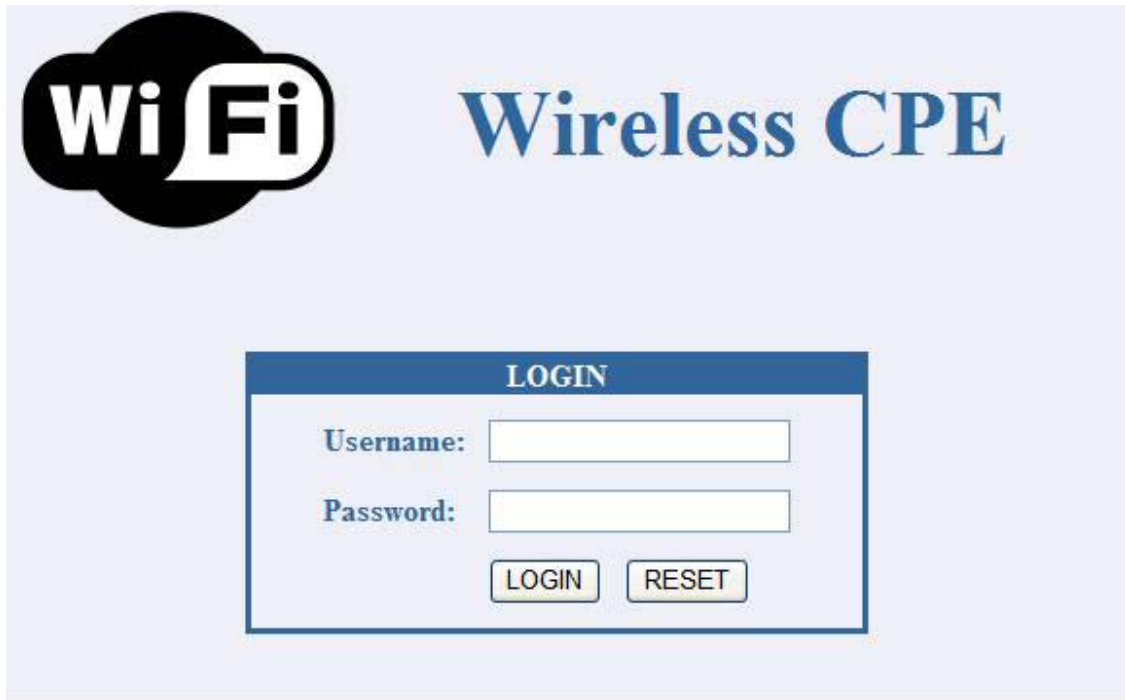 Wi Fi
Wireless CPE
LOGIN
Username:
Password:
LOGIN RESET